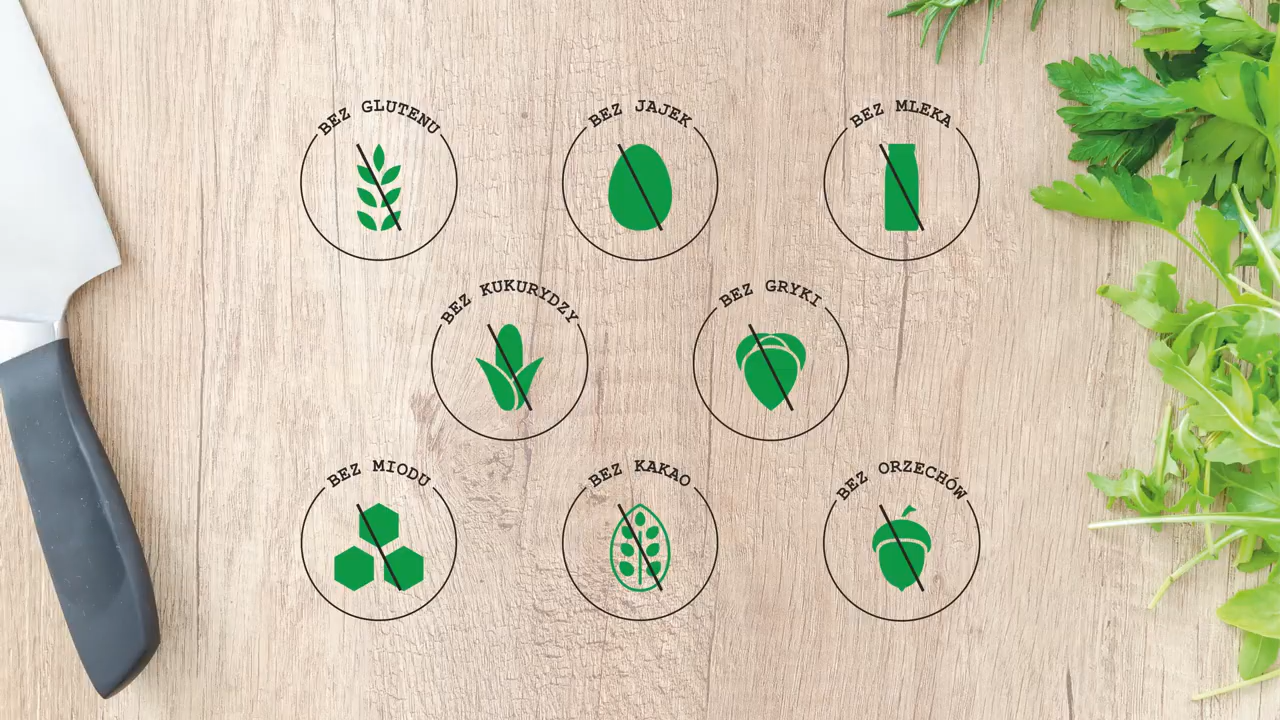 BEZ GLUTENU
BEZ JAJEK
BEZ MLEKA
BEZ KUKURYDZY
BEZ GRYKI
BEZ MIODU
BEZ KAKAO
BEZ ORZECHÓW